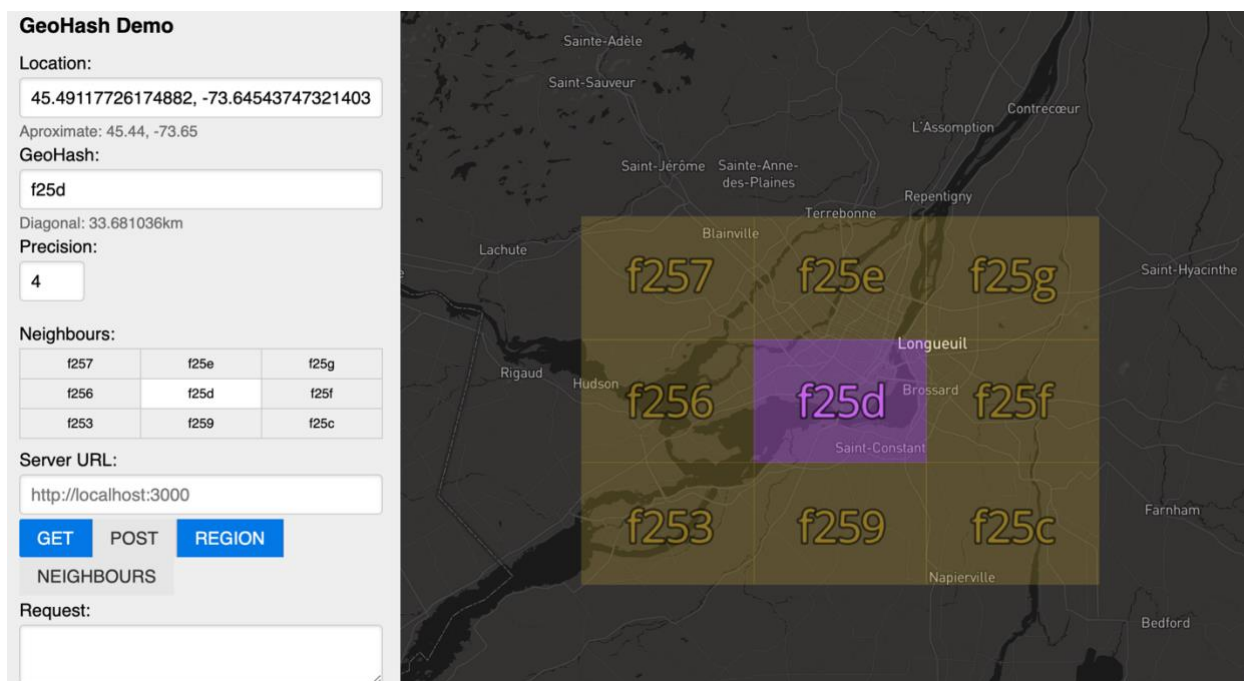 GeoHash Demo
Location:
45.49117726174882, -73.64543747321403
Aproximate: 45.44, -73.65
GeoHash:
f25d
Diagonal: 33.681036km
Precision:
4
Neighbours:
f257 f25e f25g
f256 f25d f25f
f253 f259 f25c
Server URL:
http://localhost:3000
GET POST REGION
NEIGHBOURS
Request:
Sainte-Adèle
Saint-Sauveur
Contrecœur
L'Assomption
Saint-Jérôme
Sainte-Anne-
des-Plaines
Repentigny
Terrebonne
Blainville
Lachute
f257 f25e f25g
Saint-Hyacinthe
Longueuil
Rigaud
Hudson
Brossard
f256 f25d f25f
Saint-Constant
Farnham
f253 f259 f25c
Napierville
Bedford